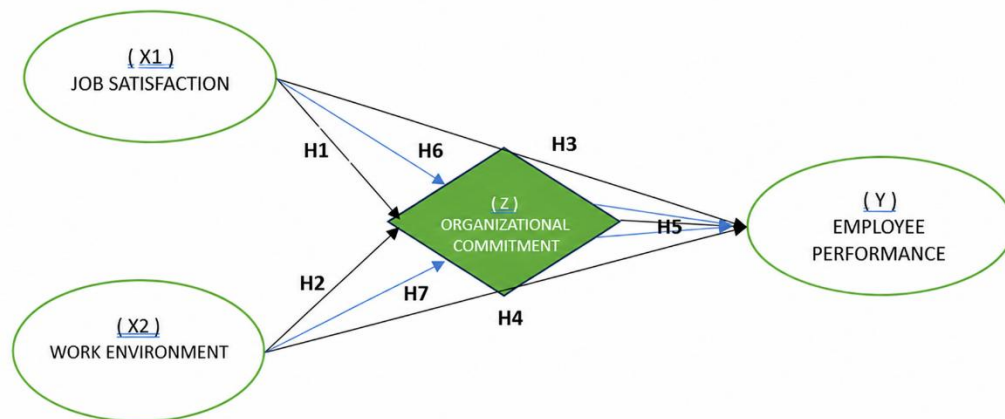 ( X1 )
JOB SATISFACTION
H1
H6
H3
( Z )
ORGANIZATIONAL
COMMITMENT
H5
( Y )
EMPLOYEE
PERFORMANCE
H2
H7
H4
( X2 )
WORK ENVIRONMENT